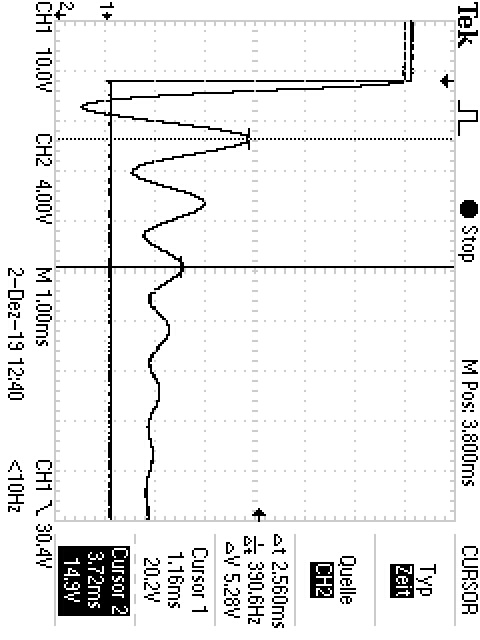 Tek
Stop
M Pos: 3.800ms
CURSOR
Typ
Zeit
Quelle
CH2
Δt 2.560ms
1/Δt 390.6Hz
ΔV 5.28V
Cursor 1
1.16ms
20.2V
Cursor 2
3.72ms
14.9V
1
2
CH1 10.0V CH2 4.00V M 1.00ms CH1 \ 30.4V
2-Dez-19 12:40 <10Hz